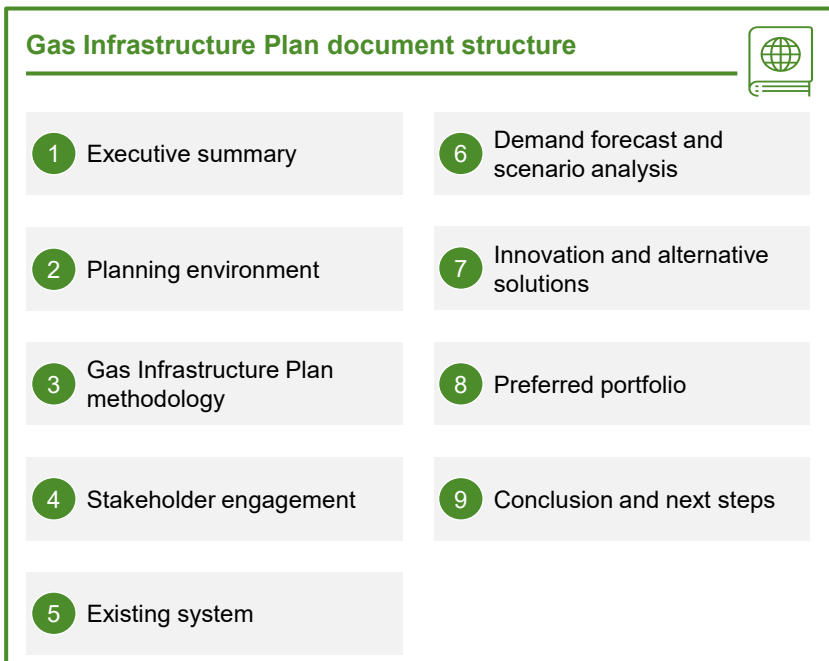 Gas Infrastructure Plan document structure
1 Executive summary
2 Planning environment
3 Gas Infrastructure Plan
methodology
4 Stakeholder engagement
5 Existing system
6 Demand forecast and
scenario analysis
7 Innovation and alternative
solutions
8 Preferred portfolio
9 Conclusion and next steps